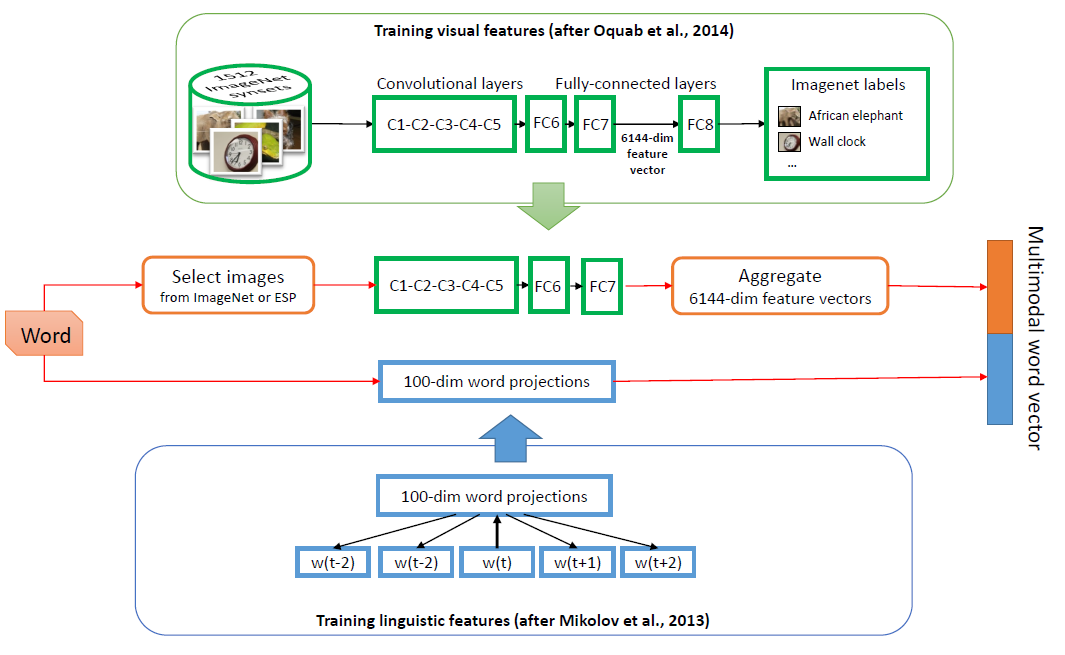 Training visual features (after Oquab et al., 2014)
1512
ImageNet
synsets
Convolutional layers
Fully-connected layers
C1-C2-C3-C4-C5
FC6
FC7
6144-dim
feature
vector
FC8
Imagenet labels
African elephant
Wall clock
...
Word
Select images
from ImageNet or ESP
C1-C2-C3-C4-C5
FC6
FC7
Aggregate
6144-dim feature vectors
100-dim word projections
Multimodal word vector
100-dim word projections
w(t-2)
w(t-2)
w(t)
w(t+1)
w(t+2)
Training linguistic features (after Mikolov et al., 2013)